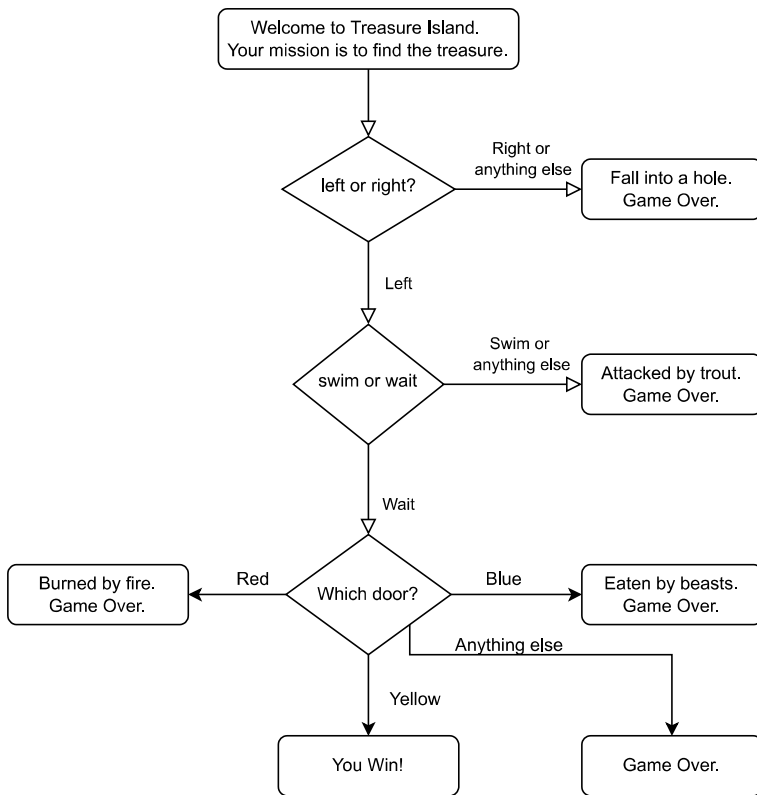 Welcome to Treasure Island.
Your mission is to find the treasure.
left or right?
Right or
anything else
Fall into a hole.
Game Over.
Left
swim or wait
Swim or
anything else
Attacked by trout.
Game Over.
Wait
Which door?
Red
Burned by fire.
Game Over.
Blue
Eaten by beasts.
Game Over.
Anything else
Yellow
You Win!
Game Over.